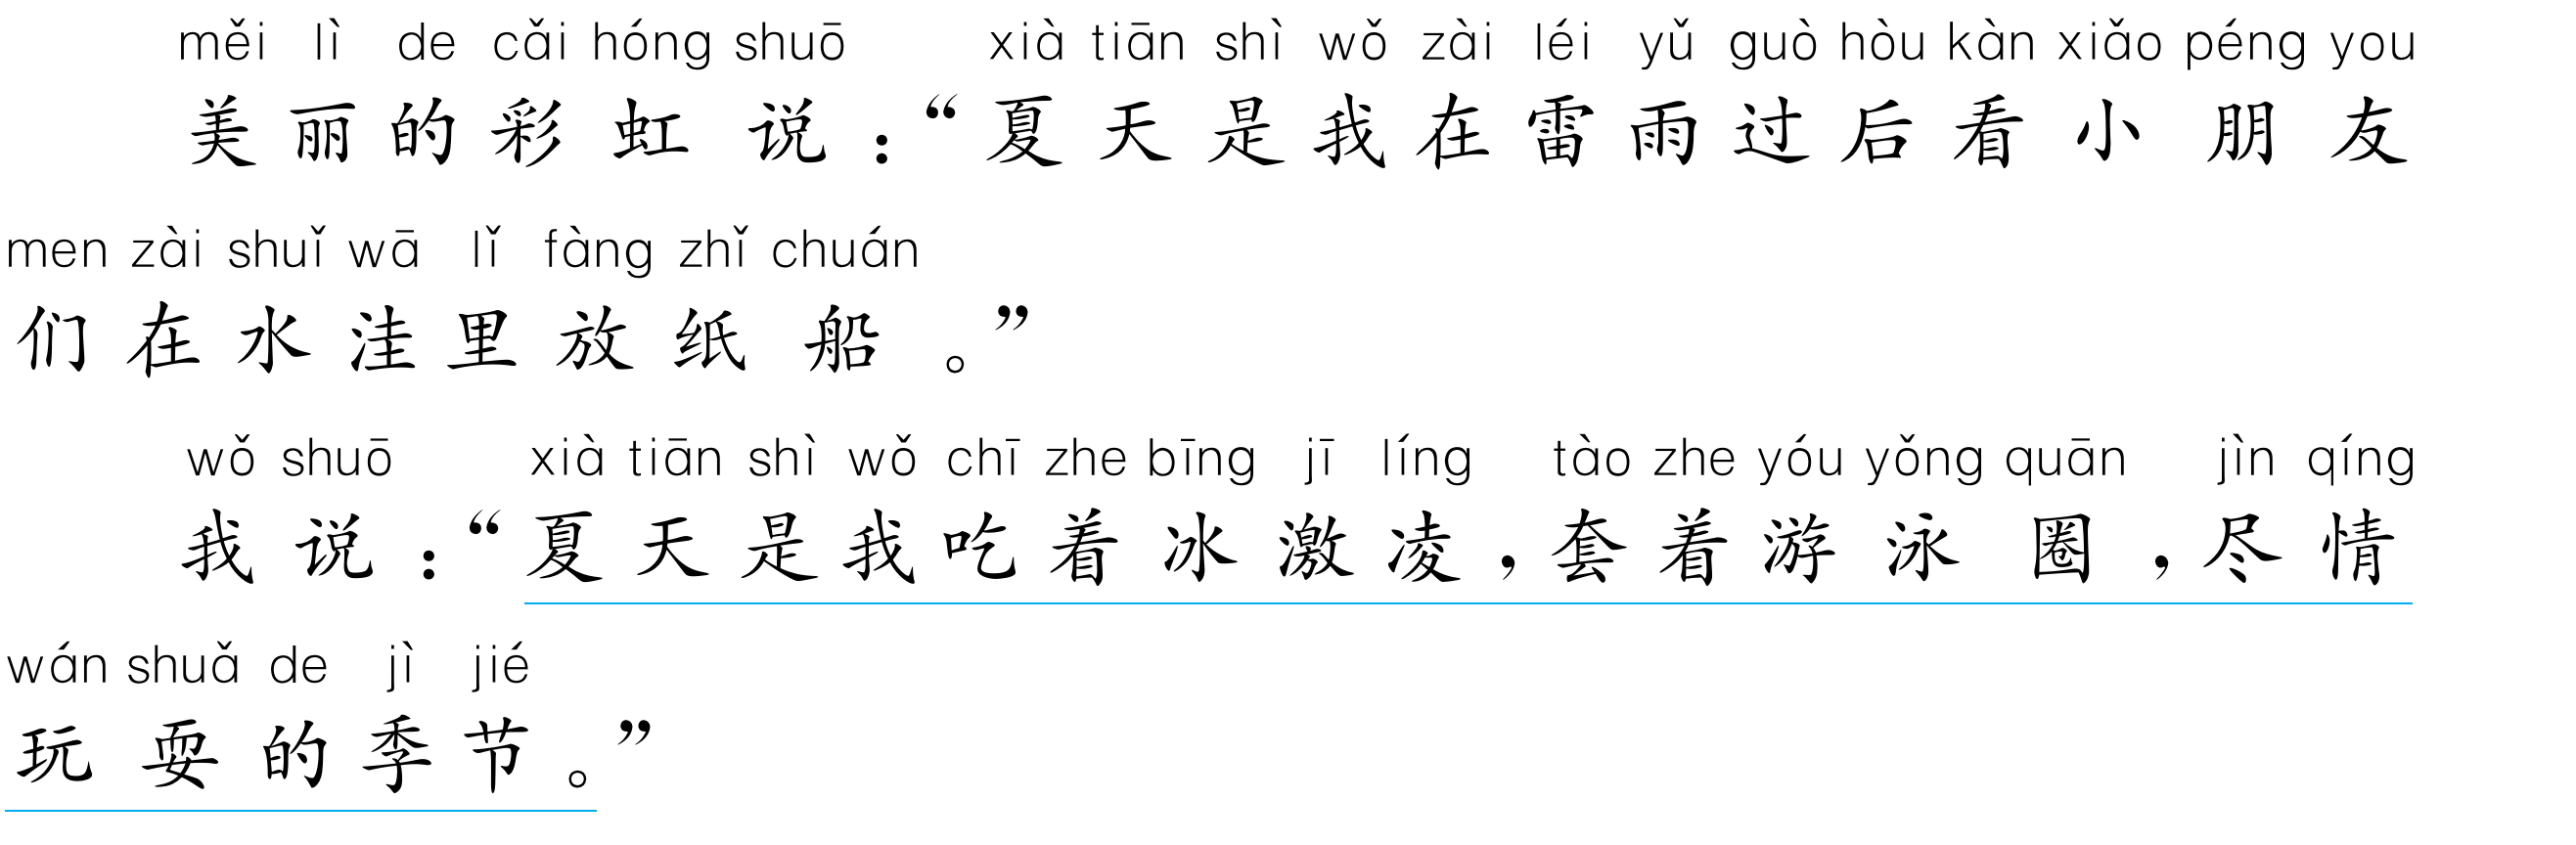 měi lì de cǎi hóng shuō xià tiān shì wǒ zài léi yǔ guò hòu kàn xiǎo péng you
美丽的彩虹说：“夏天是我在雷雨过后看小朋友
men zài shuǐ wā lǐ fàng zhǐ chuán
们在水洼里放纸船。”
wǒ shuō xià tiān shì wǒ chī zhe bīng jī líng tào zhe yóu yǒng quān jìn qíng
我说：“夏天是我吃着冰激凌，套着游泳圈，尽情
wán shuǎ de jì jié
玩耍的季节。”